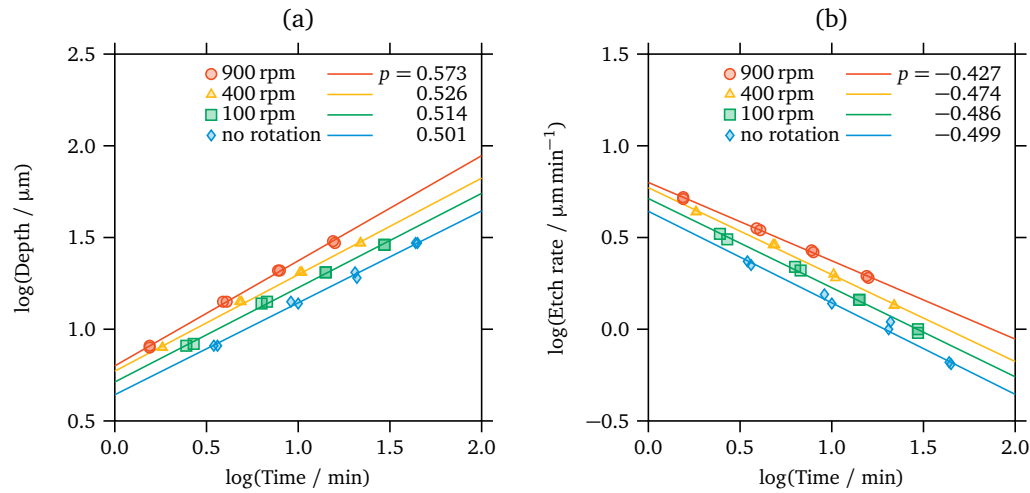 (a)
2.5
2.0
1.5
1.0
0.5
log(Depth / μm)
900 rpm p = 0.573
400 rpm 0.526
100 rpm 0.514
no rotation 0.501
0.0 0.5 1.0 1.5 2.0
log(Time / min)
(b)
1.5
1.0
0.5
0.0
−0.5
log(Etch rate / μm min⁻¹)
900 rpm p = −0.427
400 rpm −0.474
100 rpm −0.486
no rotation −0.499
0.0 0.5 1.0 1.5 2.0
log(Time / min)